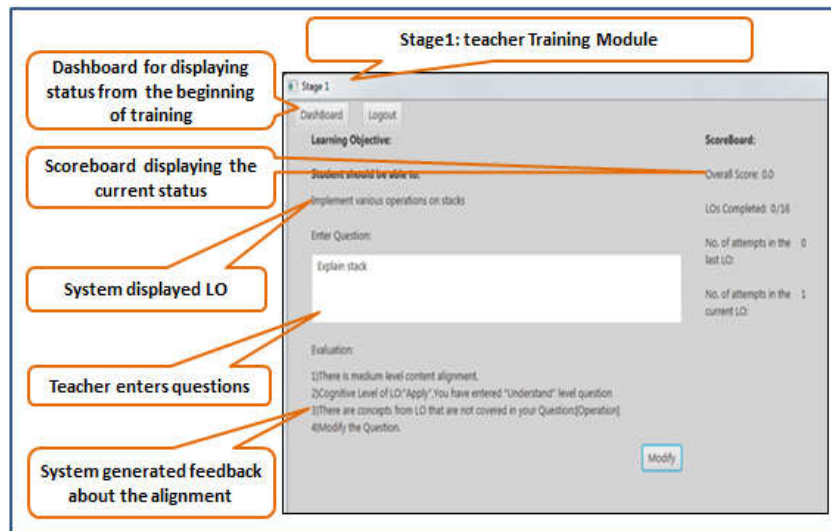 Stage1: teacher Training Module
Dashboard for displaying
status from the beginning
of training
Scoreboard displaying the
current status
System displayed LO
Teacher enters questions
System generated feedback
about the alignment
Stage 1
DashBoard Logout
Learning Objective:
Student should be able to:
Implement various operations on stacks
Enter Question:
Explain stack
Evaluation:
1)There is medium level content alignment.
2)Cognitive Level of LO:"Apply".You have entered "Understand" level question
3)There are concepts from LO that are not covered in your Question:[Operation]
4)Modify the Question.
Modify
ScoreBoard:
Overall Score: 0.0
LOs Completed: 0/16
No. of attempts in the 0
last LO:
No. of attempts in the 1
current LO: